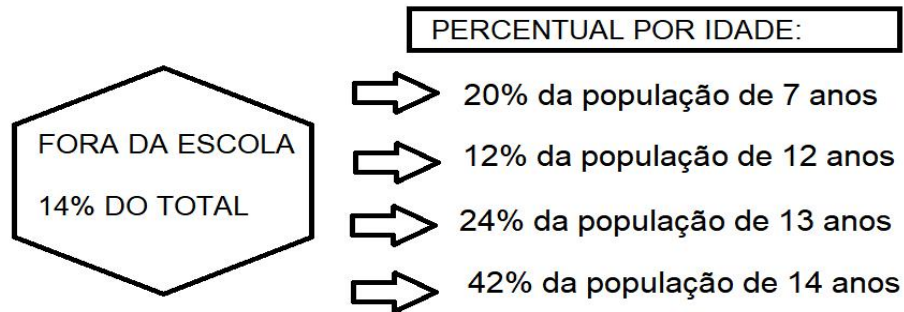 PERCENTUAL POR IDADE:
FORA DA ESCOLA
14% DO TOTAL
20% da população de 7 anos
12% da população de 12 anos
24% da população de 13 anos
42% da população de 14 anos